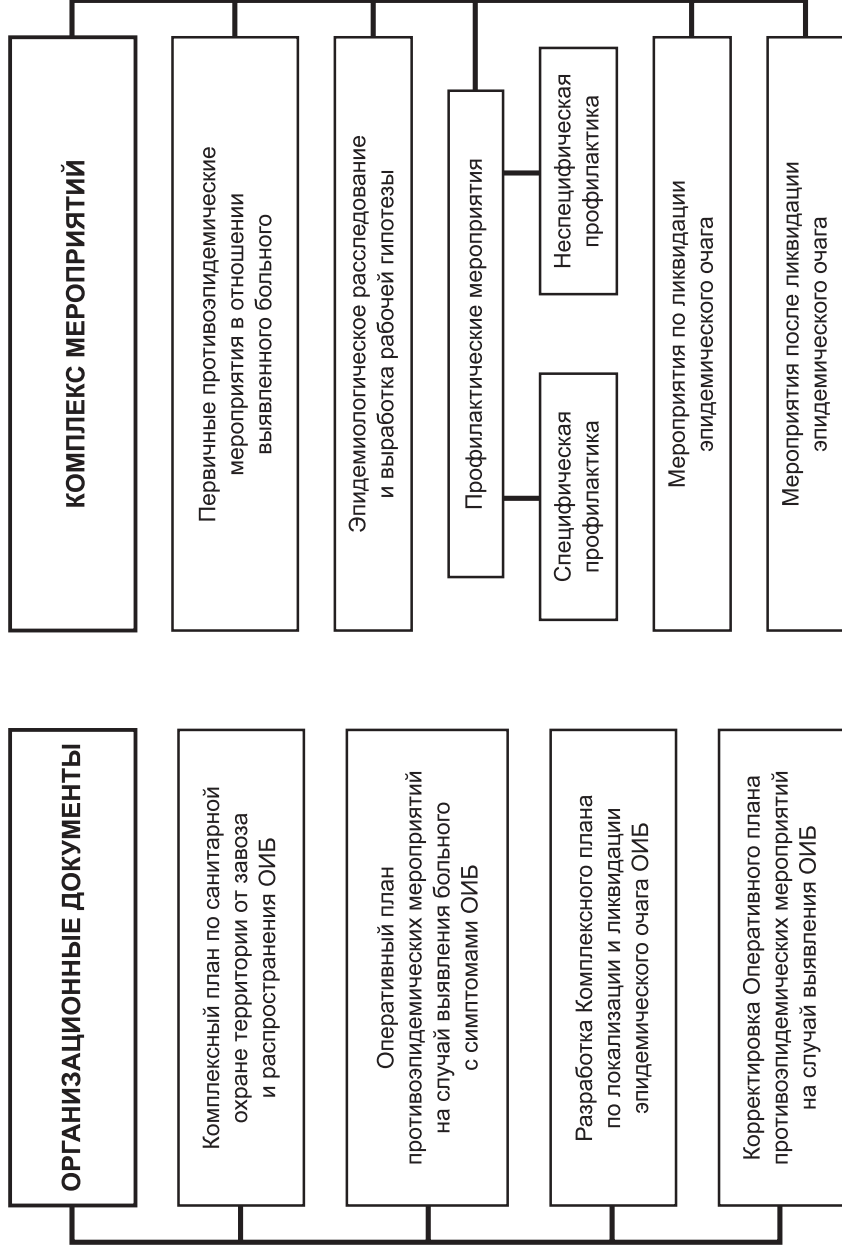 ОРГАНИЗАЦИОННЫЕ ДОКУМЕНТЫ
Комплексный план по санитарной
охране территории от завоза
и распространения ОИБ
Оперативный план
противоэпидемических мероприятий
на случай выявления больного
с симптомами ОИБ
Разработка Комплексного плана
по локализации и ликвидации
эпидемического очага ОИБ
Корректировка Оперативного плана
противоэпидемических мероприятий
на случай выявления ОИБ
КОМПЛЕКС МЕРОПРИЯТИЙ
Первичные противоэпидемические
мероприятия в отношении
выявленного больного
Эпидемиологическое расследование
и выработка рабочей гипотезы
Профилактические мероприятия
Специфическая
профилактика
Неспецифическая
профилактика
Мероприятия по ликвидации
эпидемического очага
Мероприятия после ликвидации
эпидемического очага